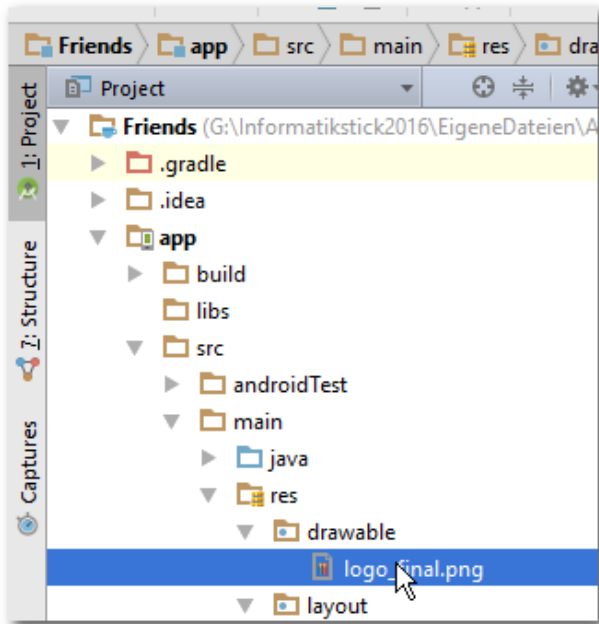 Friends app src main res dra
1: Project
7: Structure
Captures
Project
Friends (G:\Informatikstick2016\EigeneDateien\A
.gradle
.idea
app
build
libs
src
androidTest
main
java
res
drawable
logo_final.png
layout